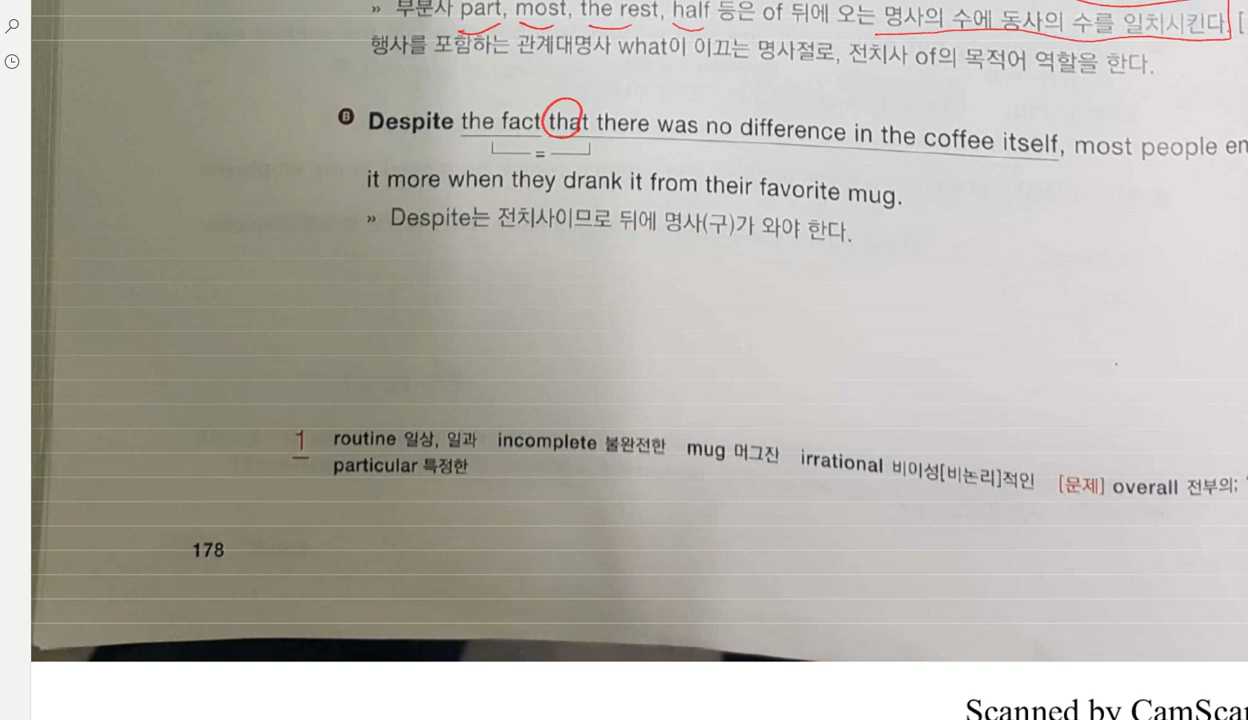 » 부분사 part, most, the rest, half 등은 of 뒤에 오는 명사의 수에 동사의 수를 일치시킨다. [
행사를 포함하는 관계대명사 what이 이끄는 명사절로, 전치사 of의 목적어 역할을 한다.
B Despite the fact that there was no difference in the coffee itself, most people en
=
it more when they drank it from their favorite mug.
» Despite는 전치사이므로 뒤에 명사(구)가 와야 한다.
1 routine 일상, 일과 incomplete 불완전한 mug 머그잔 irrational 비이성[비논리]적인 [문제] overall 전부의;
particular 특정한
178
Scanned by CamScan